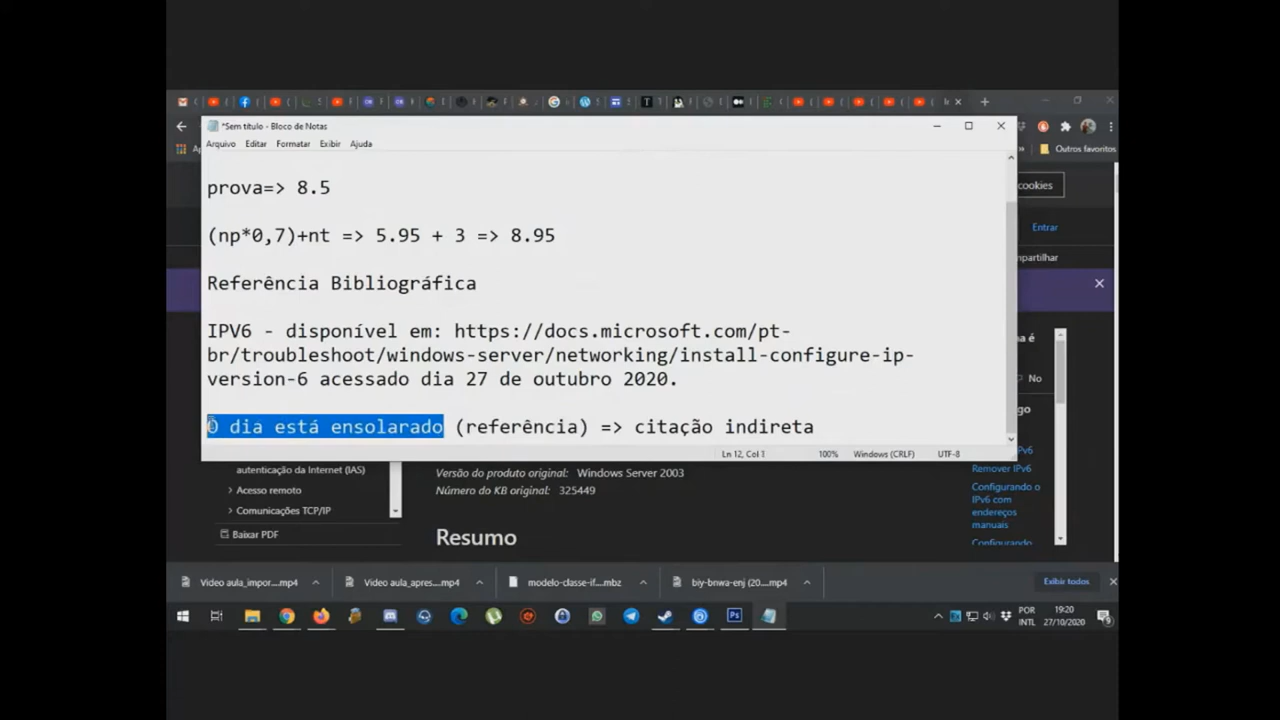 *Sem título - Bloco de Notas
Arquivo Editar Formatar Exibir Ajuda
Outros favoritos
prova=> 8.5
cookies
(np*0,7)+nt => 5.95 + 3 => 8.95
Entrar
Referência Bibliográfica
IPV6 - disponível em: https://docs.microsoft.com/pt-
br/troubleshoot/windows-server/networking/install-configure-ip-
version-6 acessado dia 27 de outubro 2020.
No
O dia está ensolarado (referência) => citação indireta
Ln 12, Col 1 100% Windows (CRLF) UTF-8
autenticação da Internet (IAS)
Acesso remoto
Comunicações TCP/IP
Baixar PDF
Versão do produto original: Windows Server 2003
Número do KB original: 325449
Resumo
Remover IPv6
Configurando o
IPv6 com
endereços
manuais
Configurando
Video aula_impor....mp4
Video aula_apres....mp4
modelo-classe-if....mbz
biy-bnwa-enj (20....mp4
Exibir todos
POR
INTL
19:20
27/10/2020